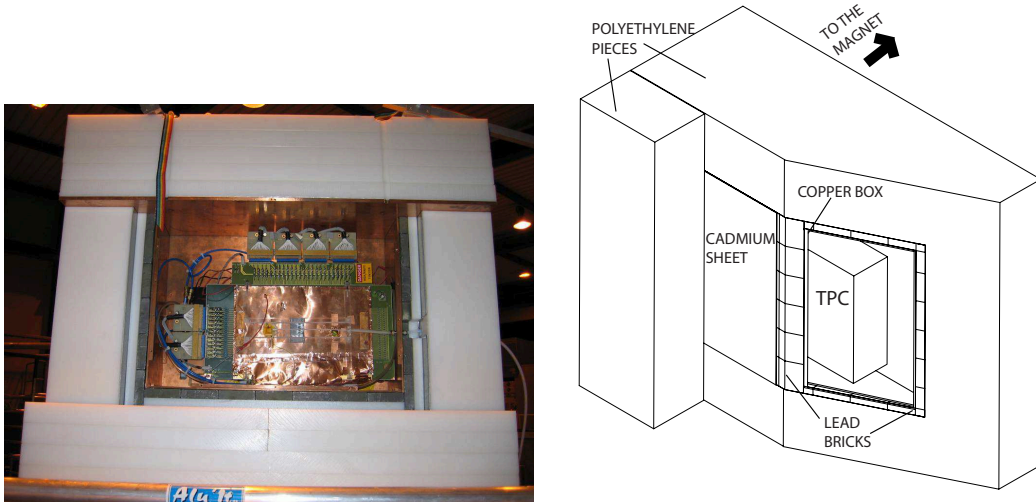 POLYETHYLENE
PIECES
TO THE
MAGNET
COPPER BOX
CADMIUM
SHEET
TPC
LEAD
BRICKS